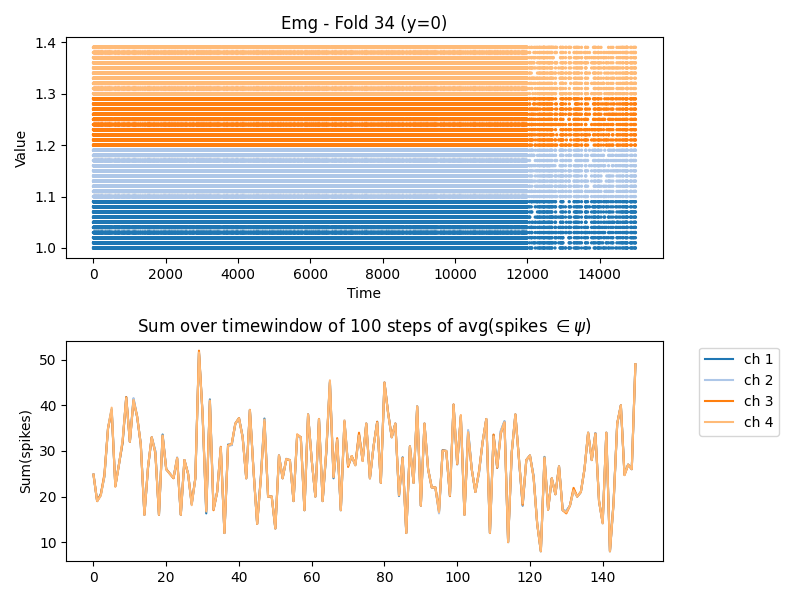 Emg - Fold 34 (y=0)
Value
1.4
1.3
1.2
1.1
1.0
0 2000 4000 6000 8000 10000 12000 14000
Time
Sum over timewindow of 100 steps of avg(spikes ∈ ψ)
Sum(spikes)
50
40
30
20
10
0 20 40 60 80 100 120 140
ch 1
ch 2
ch 3
ch 4